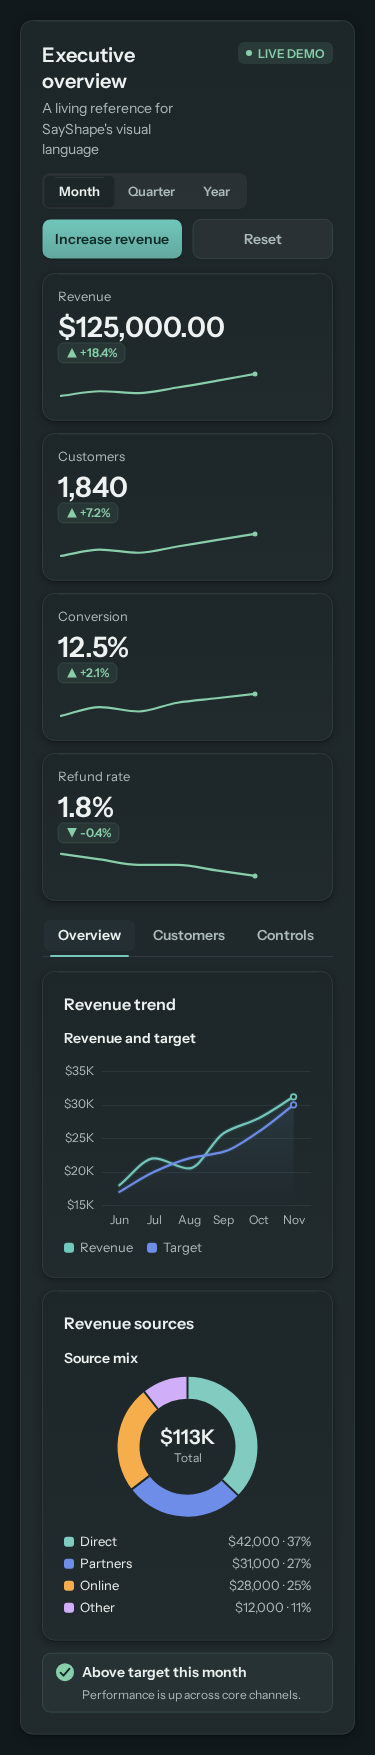 Executive
overview
LIVE DEMO
A living reference for
SayShape's visual
language
Month Quarter Year
Increase revenue Reset
Revenue
$125,000.00
▲ +18.4%
Customers
1,840
▲ +7.2%
Conversion
12.5%
▲ +2.1%
Refund rate
1.8%
▼ -0.4%
Overview Customers Controls
Revenue trend
Revenue and target
$35K
$30K
$25K
$20K
$15K
Jun Jul Aug Sep Oct Nov
Revenue Target
Revenue sources
Source mix
$113K
Total
Direct $42,000 · 37%
Partners $31,000 · 27%
Online $28,000 · 25%
Other $12,000 · 11%
Above target this month
Performance is up across core channels.